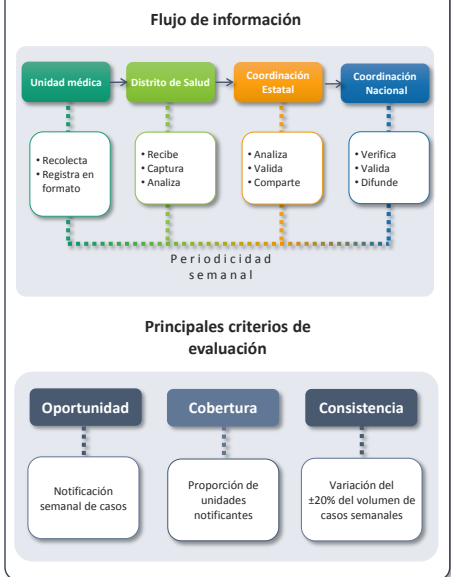 Flujo de información
Unidad médica
Distrito de Salud
Coordinación
Estatal
Coordinación
Nacional
• Recolecta
• Registra en
formato
• Recibe
• Captura
• Analiza
• Analiza
• Valida
• Comparte
• Verifica
• Valida
• Difunde
Periodicidad
semanal
Principales criterios de
evaluación
Oportunidad
Cobertura
Consistencia
Notificación
semanal de casos
Proporción de
unidades
notificantes
Variación del
±20% del volumen de
casos semanales